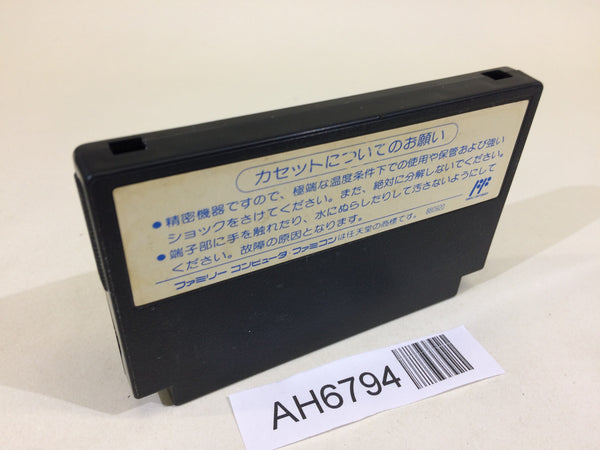 カセットについてのお願い
●精密機器ですので、極端な温度条件下での使用や保管および強い
ショックをさけてください。また、絶対に分解しないでください。
●端子部に手を触れたり、水にぬらしたりして汚さないようにして
ください。故障の原因となります。
ファミリーコンピュータ・ファミコンは任天堂の商標です。
AH6794